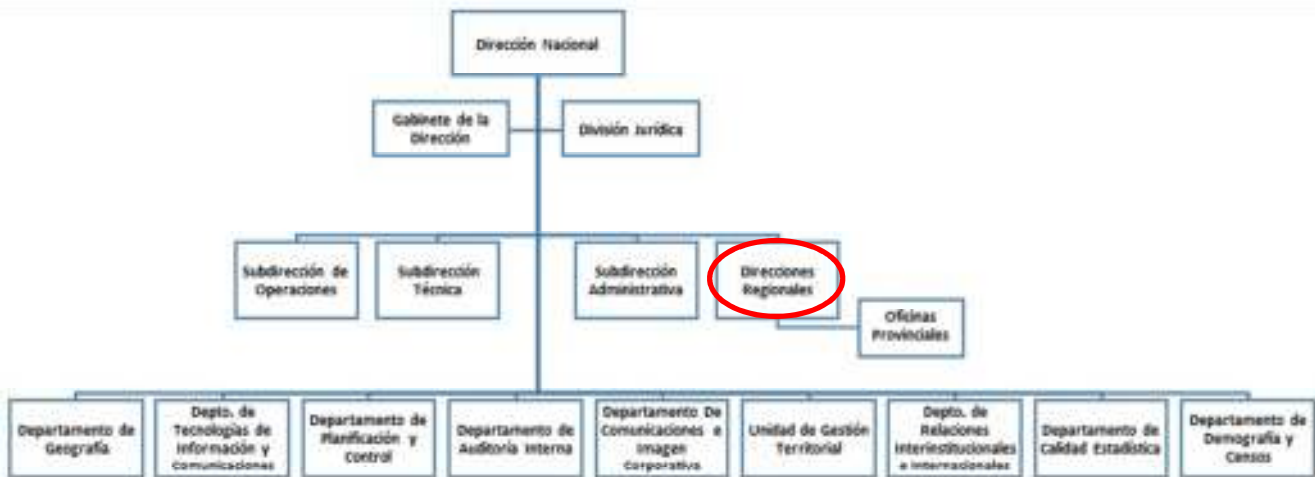 Dirección Nacional
Gabinete de la
Dirección
División Jurídica
Subdirección de
Operaciones
Subdirección
Técnica
Subdirección
Administrativa
Direcciones
Regionales
Oficinas
Provinciales
Departamento de
Geografía
Depto. de
Tecnologías de
Información y
Comunicaciones
Departamento de
Planificación y
Control
Departamento de
Auditoría Interna
Departamento De
Comunicaciones e
Imagen
Corporativa
Unidad de Gestión
Territorial
Depto. de
Relaciones
Interinstitucionales
e Internacionales
Departamento de
Calidad Estadística
Departamento de
Demografía y
Censos